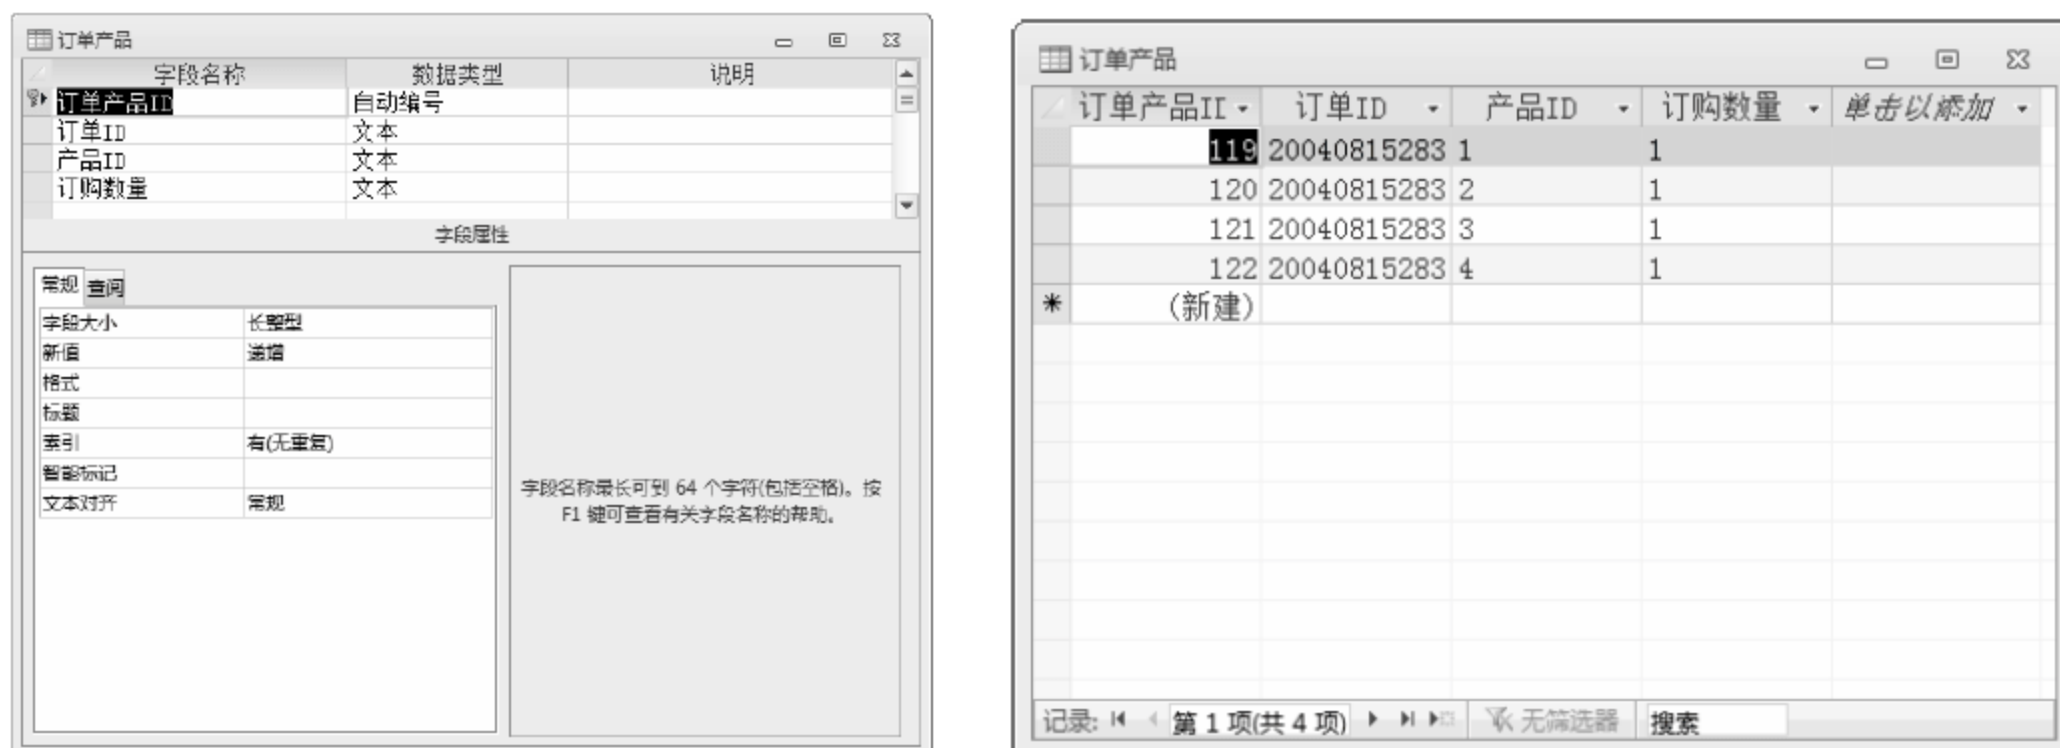 订单产品
字段名称 数据类型 说明
订单产品ID 自动编号
订单ID 文本
产品ID 文本
订购数量 文本
字段属性
常规 查阅
字段大小 长整型
新值 递增
格式
标题
索引 有(无重复)
智能标记
文本对齐 常规
字段名称最长可到 64 个字符(包括空格)。按
F1 键可查看有关字段名称的帮助。
订单产品
订单产品ID 订单ID 产品ID 订购数量 单击以添加
119 20040815283 1 1
120 20040815283 2 1
121 20040815283 3 1
122 20040815283 4 1
* (新建)
记录: 第 1 项(共 4 项) 无筛选器 搜索